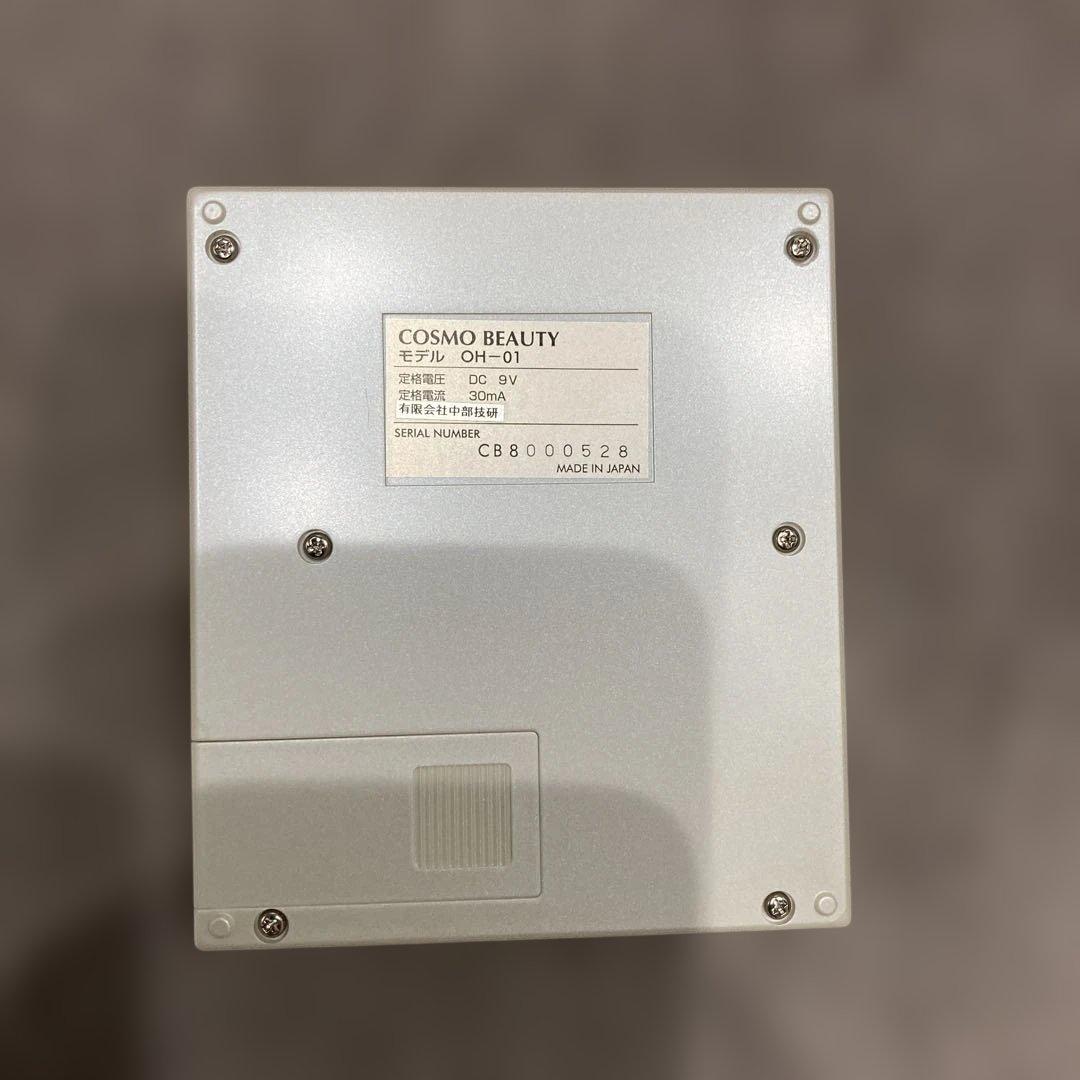 COSMO BEAUTY
モデル OH-01
定格電圧 DC 9V
定格電流 30mA
有限会社中部技研
SERIAL NUMBER
CB8000528
MADE IN JAPAN